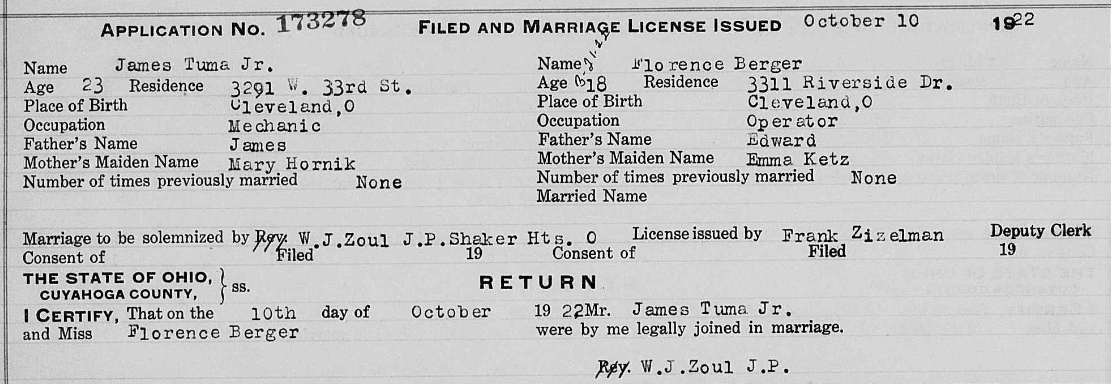 APPLICATION NO. 173278 FILED AND MARRIAGE LICENSE ISSUED October 10 1922
Name James Tuma Jr. Name Florence Berger
Age 23 Residence 3291 W. 33rd St. Age 18 Residence 3311 Riverside Dr.
Place of Birth Cleveland,O Place of Birth Cleveland,O
Occupation Mechanic Occupation Operator
Father's Name James Father's Name Edward
Mother's Maiden Name Mary Hornik Mother's Maiden Name Emma Ketz
Number of times previously married None Number of times previously married None
Married Name
Marriage to be solemnized by Rev. W.J.Zoul J.P.Shaker Hts. O License issued by Frank Zizelman Deputy Clerk
Consent of Filed 19 Consent of Filed 19
THE STATE OF OHIO, CUYAHOGA COUNTY, } ss. RETURN
I CERTIFY, That on the 10th day of October 19 22Mr. James Tuma Jr.
and Miss Florence Berger were by me legally joined in marriage.
Rev. W.J.Zoul J.P.